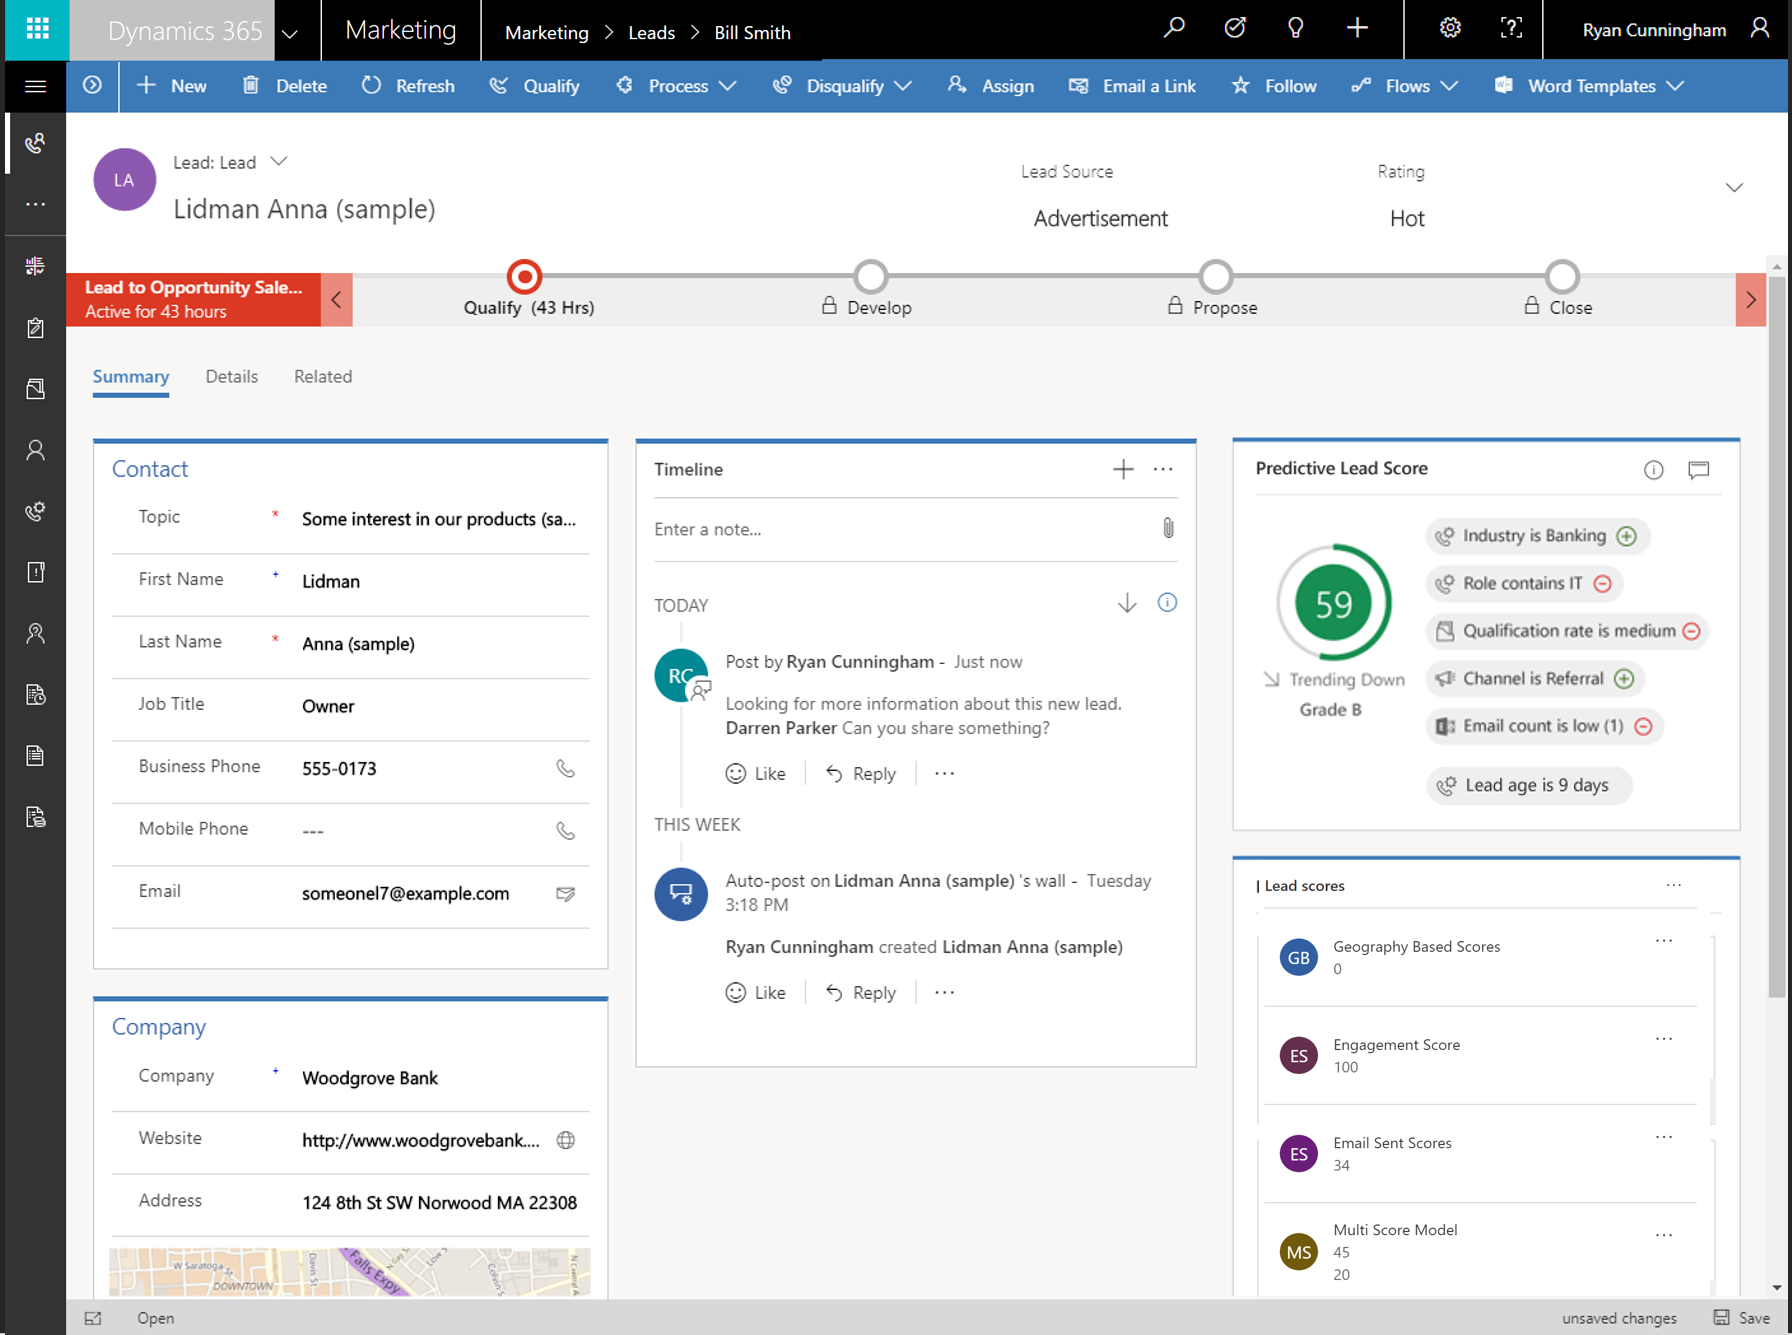 Dynamics 365
Marketing
Marketing > Leads > Bill Smith
Ryan Cunningham
New
Delete
Refresh
Qualify
Process
Disqualify
Assign
Email a Link
Follow
Flows
Word Templates
LA
Lead: Lead
Lidman Anna (sample)
Lead Source
Advertisement
Rating
Hot
Lead to Opportunity Sale...
Active for 43 hours
Qualify (43 Hrs)
Develop
Propose
Close
Summary
Details
Related
Contact
Topic * Some interest in our products (sa...
First Name + Lidman
Last Name * Anna (sample)
Job Title Owner
Business Phone 555-0173
Mobile Phone ---
Email someonel7@example.com
Company
Company + Woodgrove Bank
Website http://www.woodgrovebank....
Address 124 8th St SW Norwood MA 22308
W Saratoga St
DOWNTOWN
Davis St
Falls Expy
N Gay St
Low S
Colvin S
N Central A
Timeline
Enter a note...
TODAY
RC
Post by Ryan Cunningham - Just now
Looking for more information about this new lead.
Darren Parker Can you share something?
Like
Reply
THIS WEEK
Auto-post on Lidman Anna (sample) 's wall - Tuesday
3:18 PM
Ryan Cunningham created Lidman Anna (sample)
Like
Reply
Predictive Lead Score
59
Trending Down
Grade B
Industry is Banking
Role contains IT
Qualification rate is medium
Channel is Referral
Email count is low (1)
Lead age is 9 days
| Lead scores
GB
Geography Based Scores
0
ES
Engagement Score
100
ES
Email Sent Scores
34
MS
Multi Score Model
45
20
Open
unsaved changes
Save